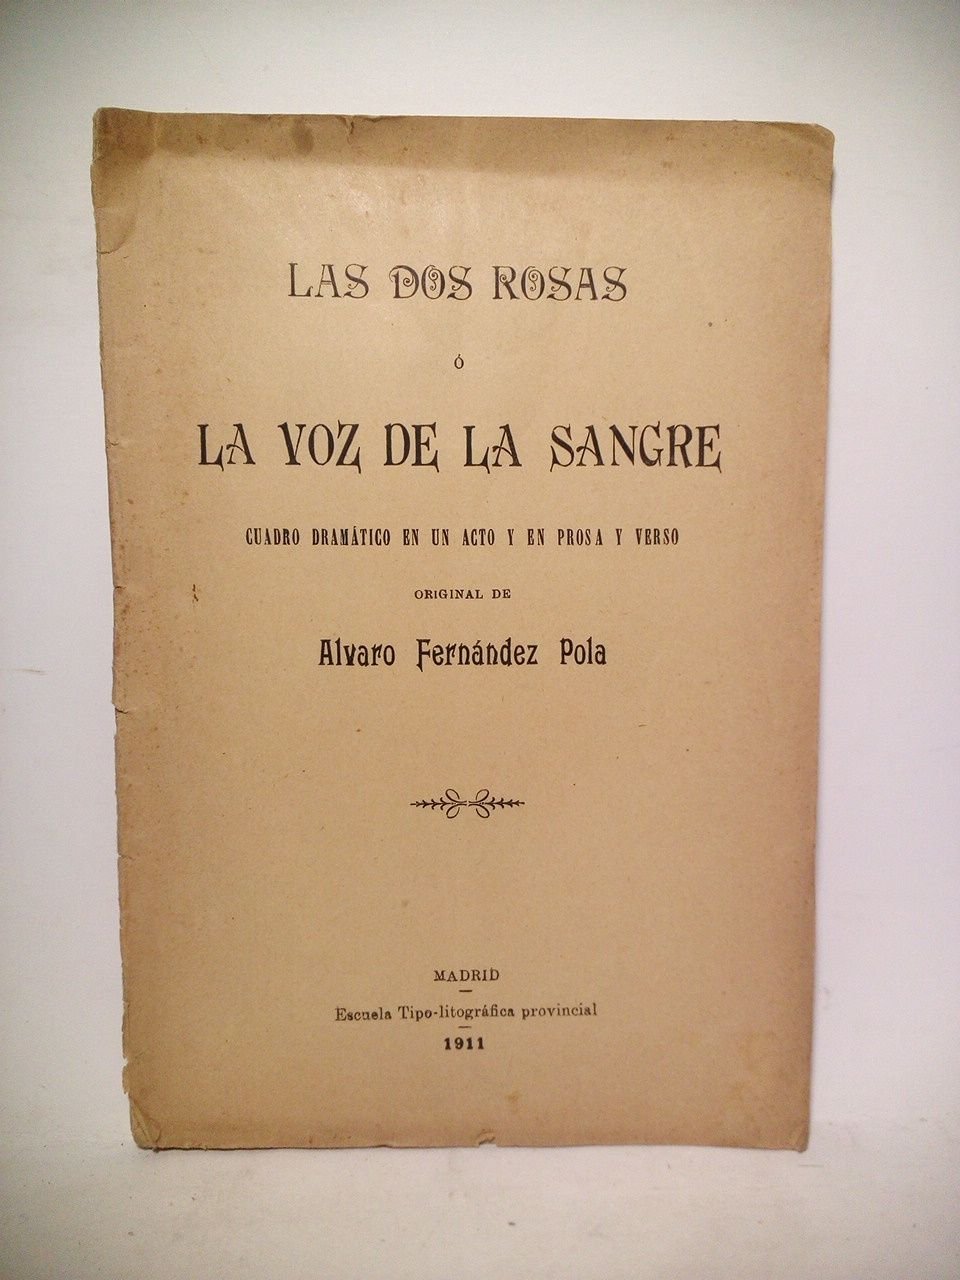 LAS DOS ROSAS
Ó
LA VOZ DE LA SANGRE
CUADRO DRAMÁTICO EN UN ACTO Y EN PROSA Y VERSO
ORIGINAL DE
Alvaro Fernández Pola
MADRID
Escuela Tipo-litográfica provincial
1911